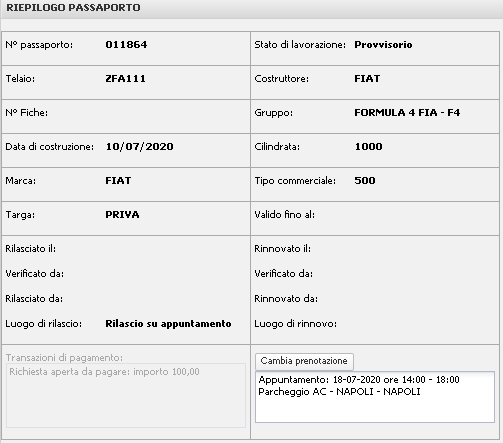 RIEPILOGO PASSAPORTO
N° passaporto: 011864 Stato di lavorazione: Provvisorio
Telaio: ZFA111 Costruttore: FIAT
N° Fiche: Gruppo: FORMULA 4 FIA - F4
Data di costruzione: 10/07/2020 Cilindrata: 1000
Marca: FIAT Tipo commerciale: 500
Targa: PRIVA Valido fino al:
Rilasciato il: Rinnovato il:
Verificato da: Verificato da:
Rilasciato da: Rinnovato da:
Luogo di rilascio: Rilascio su appuntamento Luogo di rinnovo:
Transazioni di pagamento:
Richiesta aperta da pagare: importo 100,00
Cambia prenotazione
Appuntamento: 18-07-2020 ore 14:00 - 18:00
Parcheggio AC - NAPOLI - NAPOLI